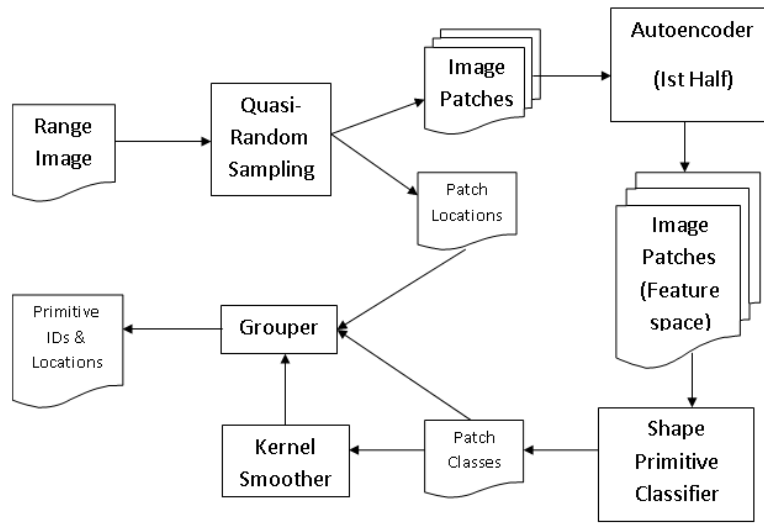 Range
Image
Quasi-
Random
Sampling
Image
Patches
Autoencoder
(Ist Half)
Patch
Locations
Image
Patches
(Feature
space)
Shape
Primitive
Classifier
Patch
Classes
Kernel
Smoother
Grouper
Primitive
IDs &
Locations